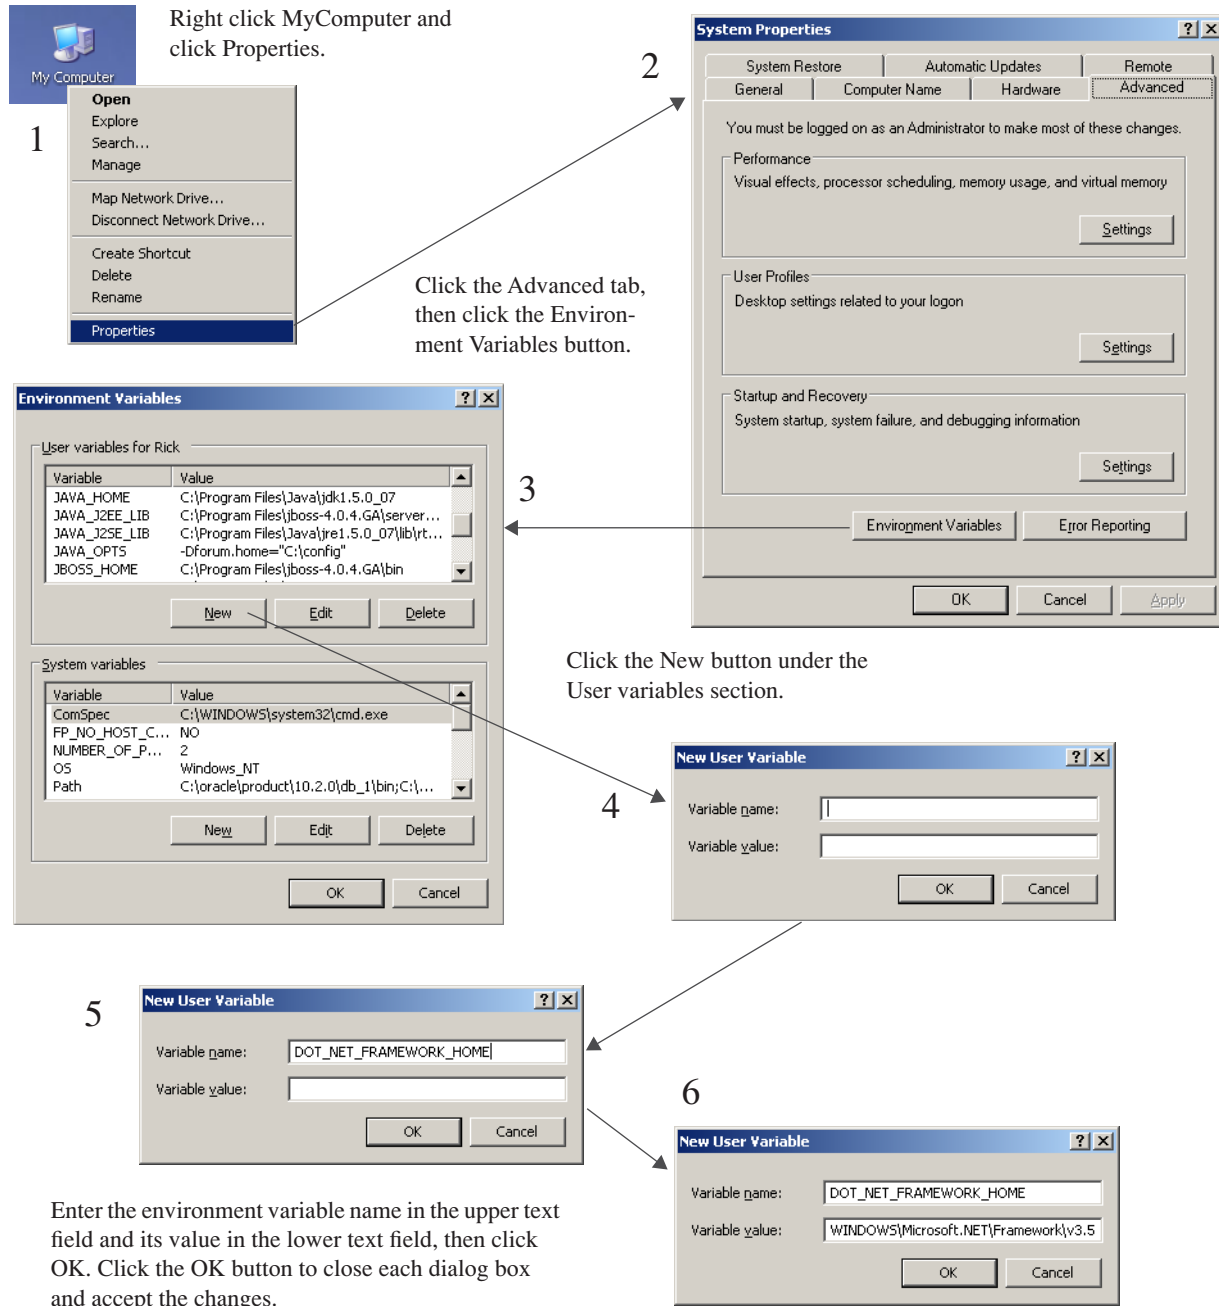 Right click MyComputer and
click Properties.
My Computer
1
Open
Explore
Search...
Manage
Map Network Drive...
Disconnect Network Drive...
Create Shortcut
Delete
Rename
Properties
2
System Properties
System Restore
Automatic Updates
Remote
General
Computer Name
Hardware
Advanced
You must be logged on as an Administrator to make most of these changes.
Performance
Visual effects, processor scheduling, memory usage, and virtual memory
Settings
User Profiles
Desktop settings related to your logon
Settings
Startup and Recovery
System startup, system failure, and debugging information
Settings
Environment Variables
Error Reporting
OK
Cancel
Apply
Click the Advanced tab,
then click the Environ-
ment Variables button.
3
Environment Variables
User variables for Rick
Variable Value
JAVA_HOME C:\Program Files\Java\jdk1.5.0_07
JAVA_J2EE_LIB C:\Program Files\jboss-4.0.4.GA\server...
JAVA_J2SE_LIB C:\Program Files\Java\jre1.5.0_07\lib\rt...
JAVA_OPTS -Dforum.home="C:\config"
JBOSS_HOME C:\Program Files\jboss-4.0.4.GA\bin
New
Edit
Delete
System variables
Variable Value
ComSpec C:\WINDOWS\system32\cmd.exe
FP_NO_HOST_C... NO
NUMBER_OF_P... 2
OS Windows_NT
Path C:\oracle\product\10.2.0\db_1\bin;C:\...
New
Edit
Delete
OK
Cancel
Click the New button under the
User variables section.
4
New User Variable
Variable name:
Variable value:
OK
Cancel
5
New User Variable
Variable name: DOT_NET_FRAMEWORK_HOME
Variable value:
OK
Cancel
6
New User Variable
Variable name: DOT_NET_FRAMEWORK_HOME
Variable value: WINDOWS\Microsoft.NET\Framework\v3.5
OK
Cancel
Enter the environment variable name in the upper text
field and its value in the lower text field, then click
OK. Click the OK button to close each dialog box
and accept the changes.